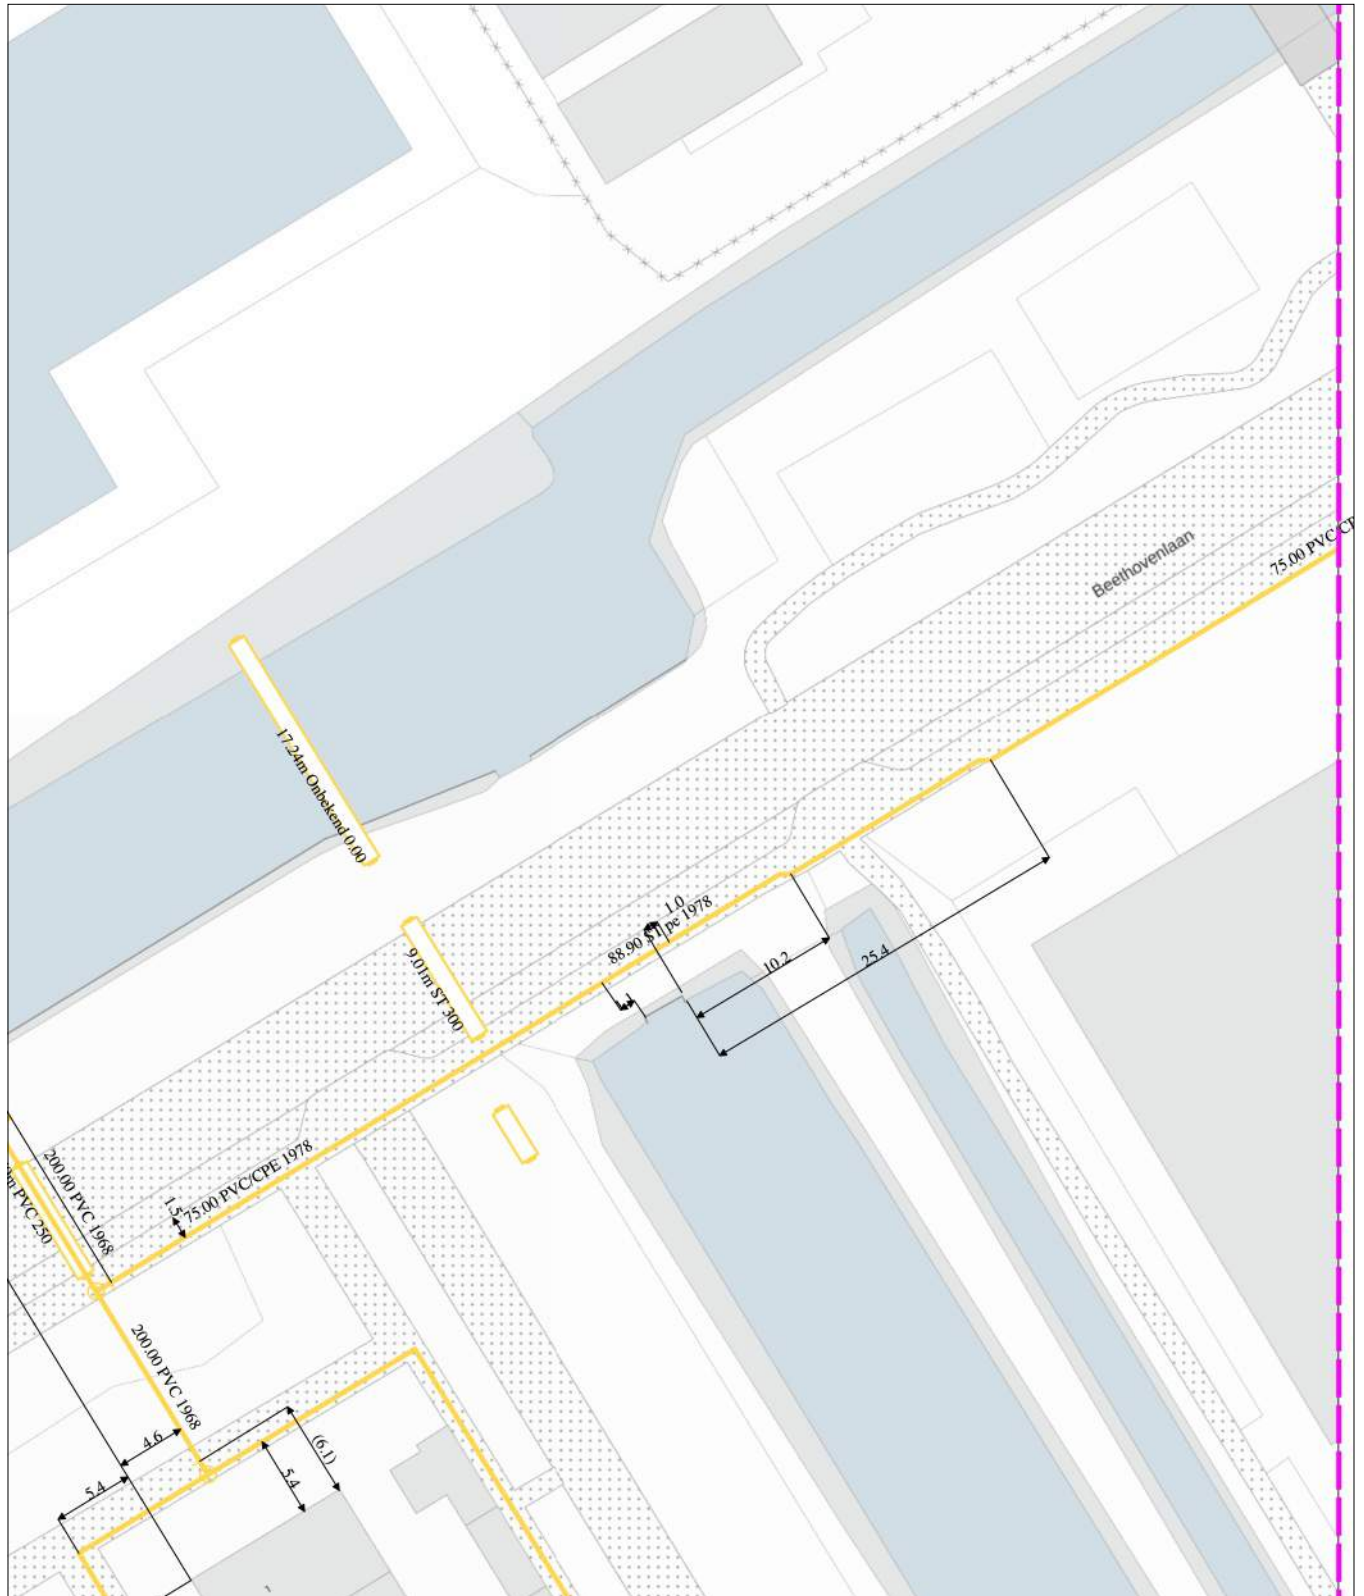 75.00 PVC/CP
Beethovenlaan
17.24m Onbekend 0.00
1.0
88.90 ST pe 1978
10.2
25.4
9.01m ST 300
200.00 PVC 1968
m PVC 250
1.5
75.00 PVC/CPE 1978
200.00 PVC 1968
4.6
5.4
(6.1)
5.4